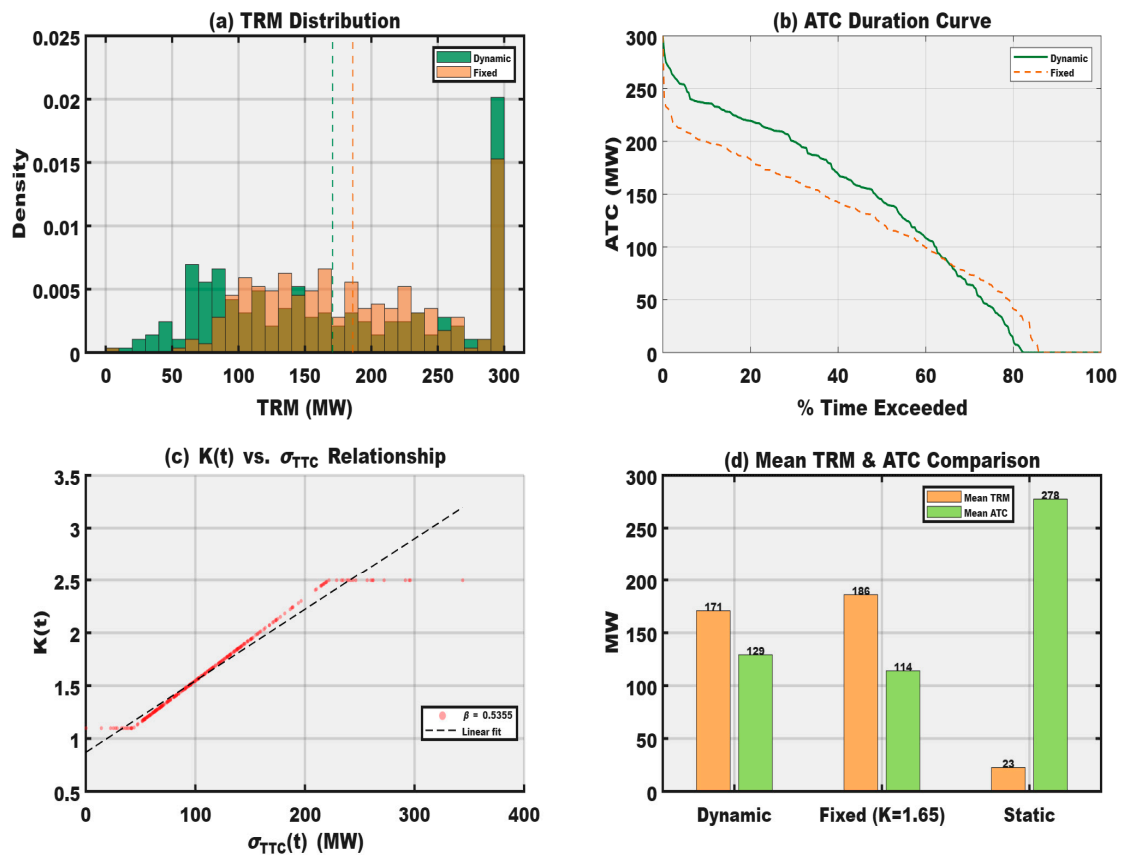 (a) TRM Distribution
0.025
0.02
0.015
0.01
0.005
0
Density
Dynamic
Fixed
0 50 100 150 200 250 300
TRM (MW)
(b) ATC Duration Curve
300
250
200
150
100
50
0
ATC (MW)
Dynamic
Fixed
0 20 40 60 80 100
% Time Exceeded
(c) K(t) vs. σTTC Relationship
3.5
3
2.5
2
1.5
1
0.5
K(t)
β = 0.5355
Linear fit
0 100 200 300 400
σTTC(t) (MW)
(d) Mean TRM & ATC Comparison
300
250
200
150
100
50
0
MW
Mean TRM
Mean ATC
171
129
186
114
23
278
Dynamic Fixed (K=1.65) Static